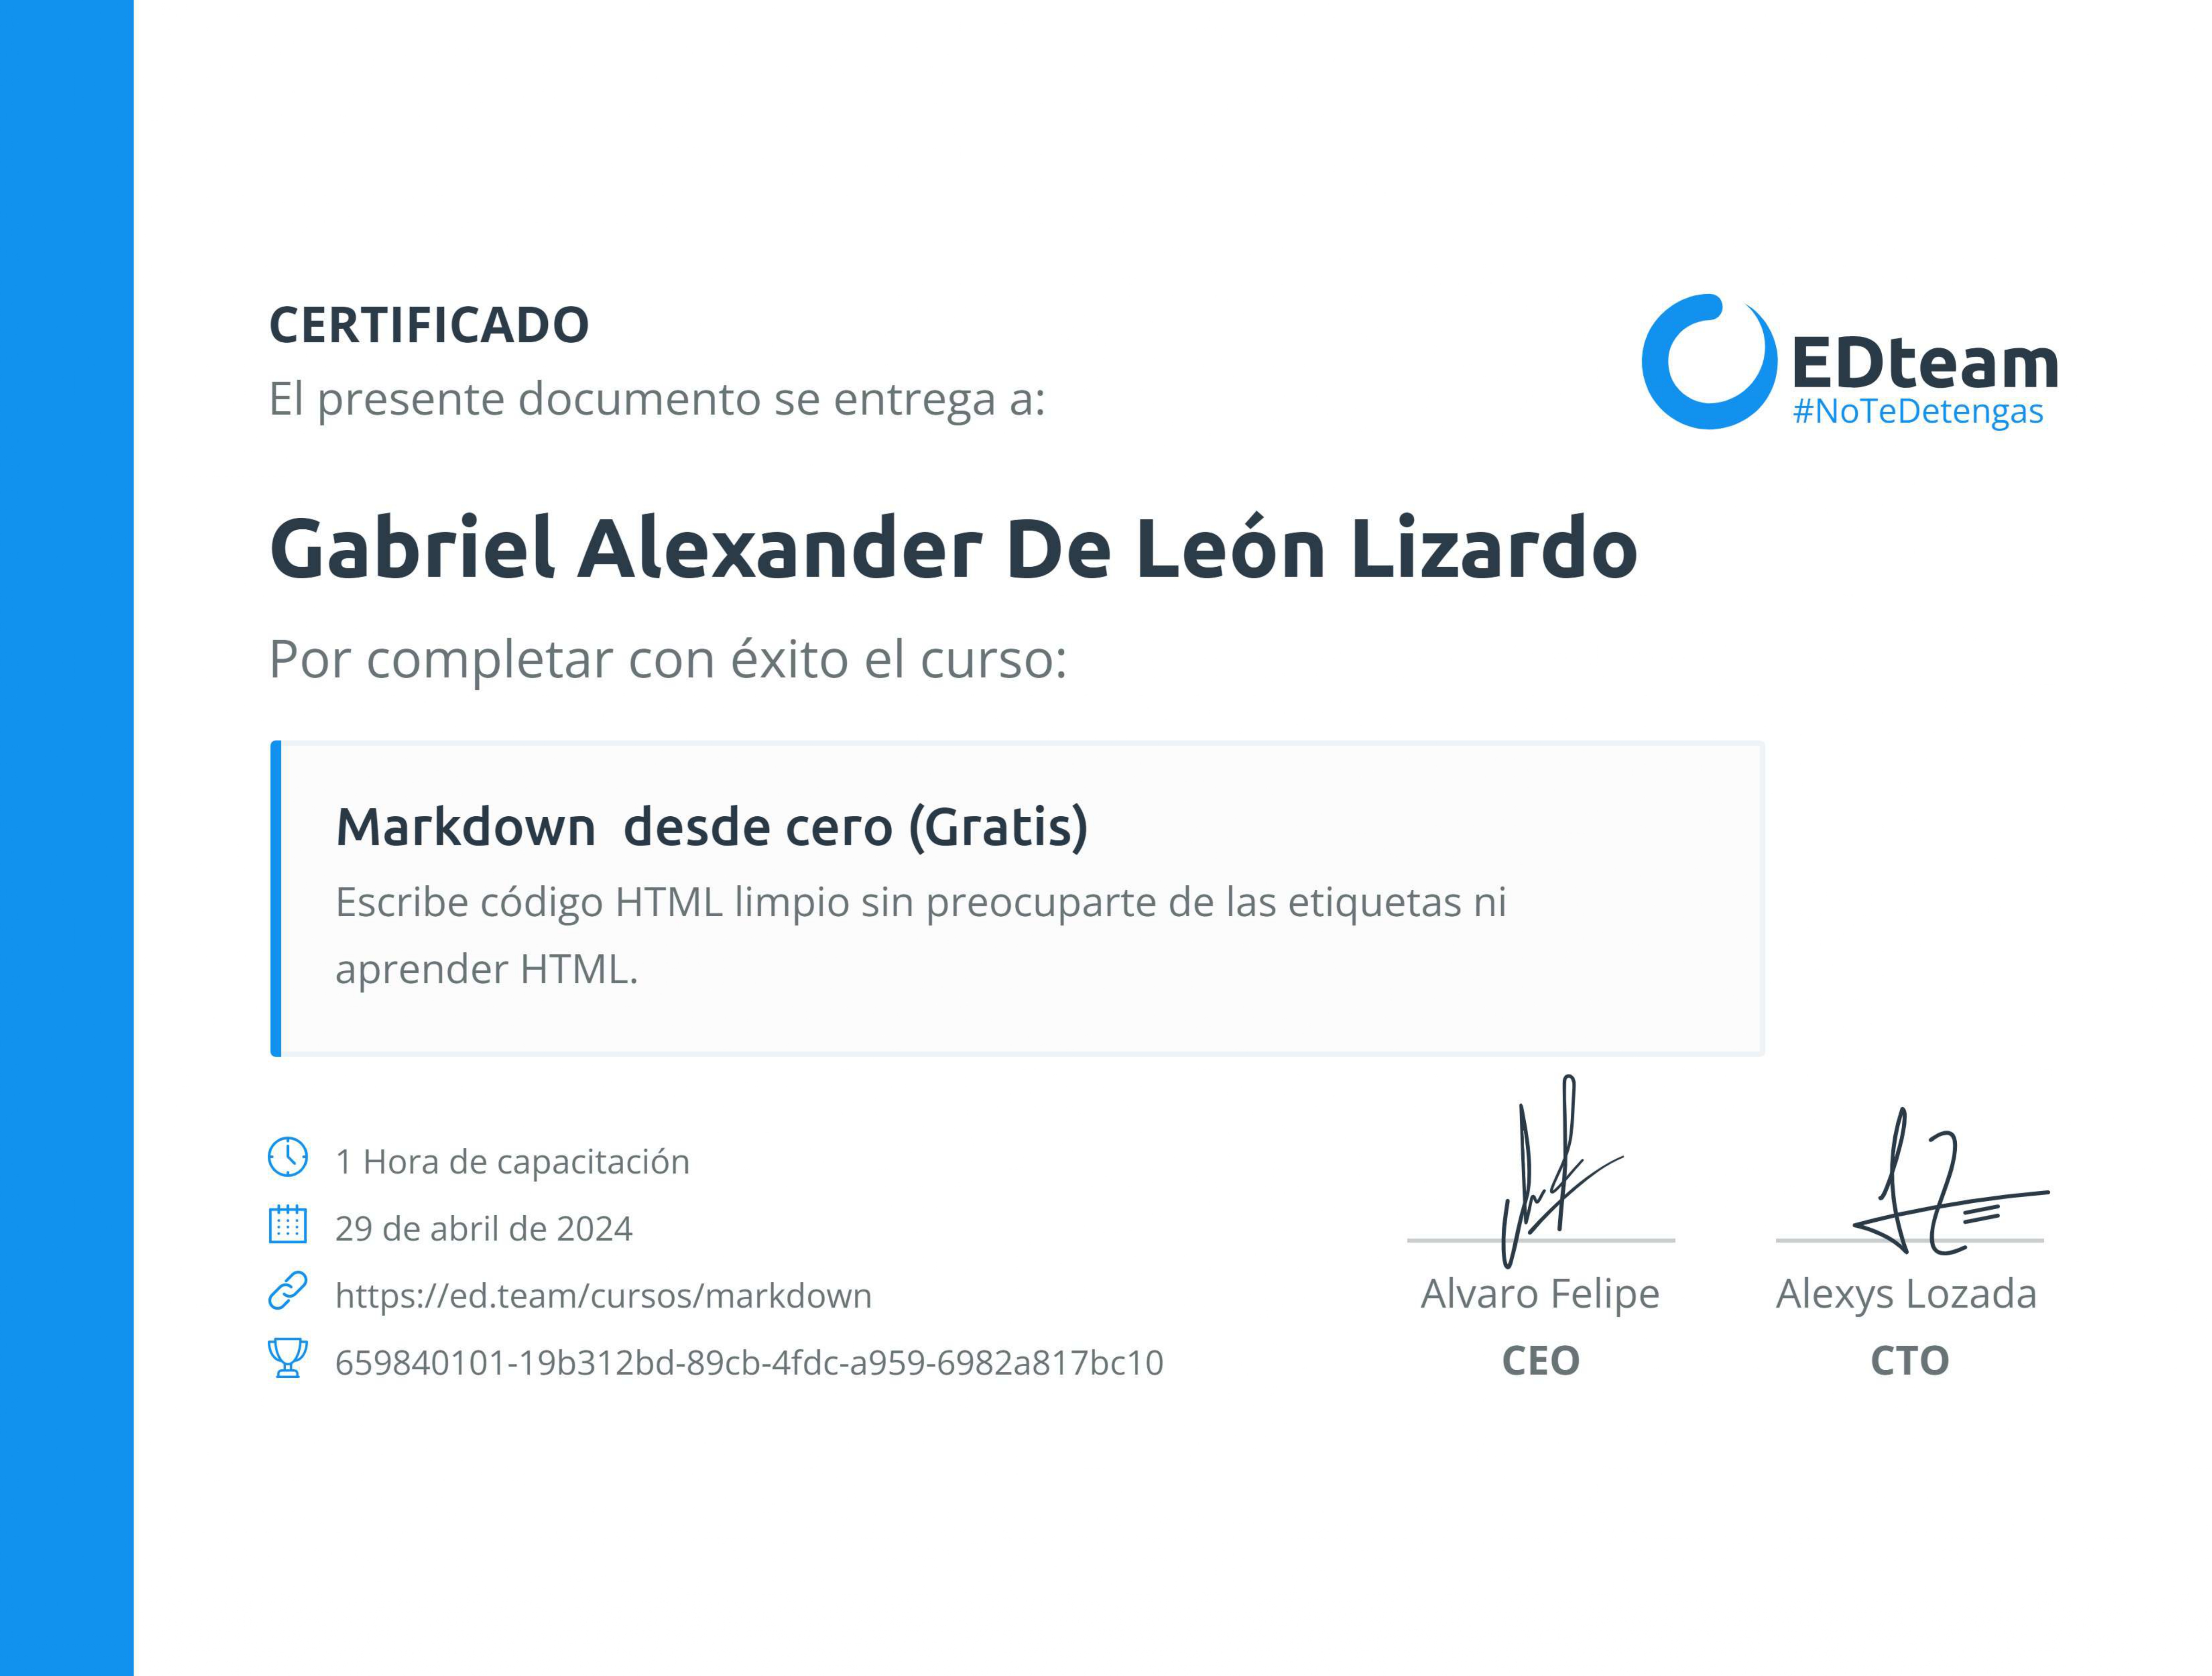 CERTIFICADO
El presente documento se entrega a:
EDteam
#NoTeDetengas
Gabriel Alexander De León Lizardo
Por completar con éxito el curso:
Markdown  desde cero (Gratis)
Escribe código HTML limpio sin preocuparte de las etiquetas ni
aprender HTML.
1 Hora de capacitación
29 de abril de 2024
https://ed.team/cursos/markdown
659840101-19b312bd-89cb-4fdc-a959-6982a817bc10
Alvaro Felipe
CEO
Alexys Lozada
CTO